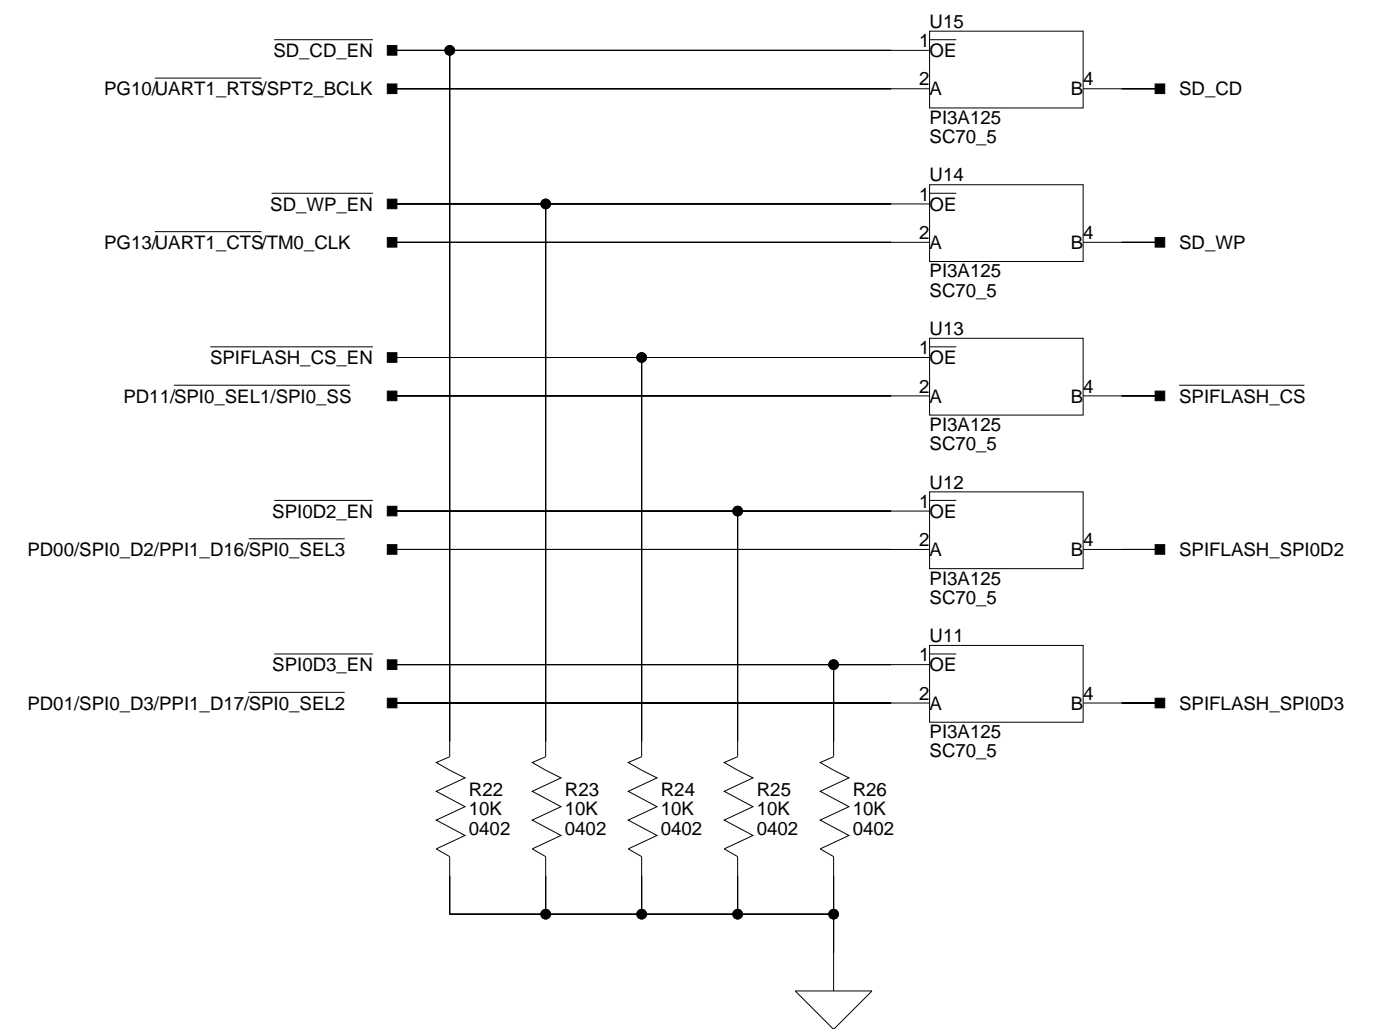 U15
SD_CD_EN 1 OE
PG10/UART1_RTS/SPT2_BCLK 2 A B 4 SD_CD
PI3A125
SC70_5
U14
SD_WP_EN 1 OE
PG13/UART1_CTS/TM0_CLK 2 A B 4 SD_WP
PI3A125
SC70_5
U13
SPIFLASH_CS_EN 1 OE
PD11/SPI0_SEL1/SPI0_SS 2 A B 4 SPIFLASH_CS
PI3A125
SC70_5
U12
SPI0D2_EN 1 OE
PD00/SPI0_D2/PPI1_D16/SPI0_SEL3 2 A B 4 SPIFLASH_SPI0D2
PI3A125
SC70_5
U11
SPI0D3_EN 1 OE
PD01/SPI0_D3/PPI1_D17/SPI0_SEL2 2 A B 4 SPIFLASH_SPI0D3
PI3A125
SC70_5
R22 R23 R24 R25 R26
10K 10K 10K 10K 10K
0402 0402 0402 0402 0402